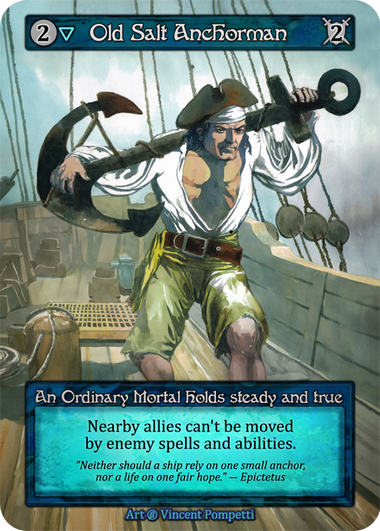 2 Old Salt Anchorman 2
An Ordinary Mortal Holds steady and true
Nearby allies can't be moved
by enemy spells and abilities.
"Neither should a ship rely on one small anchor,
nor a life on one fair hope." — Epictetus
Art @ Vincent Pompetti